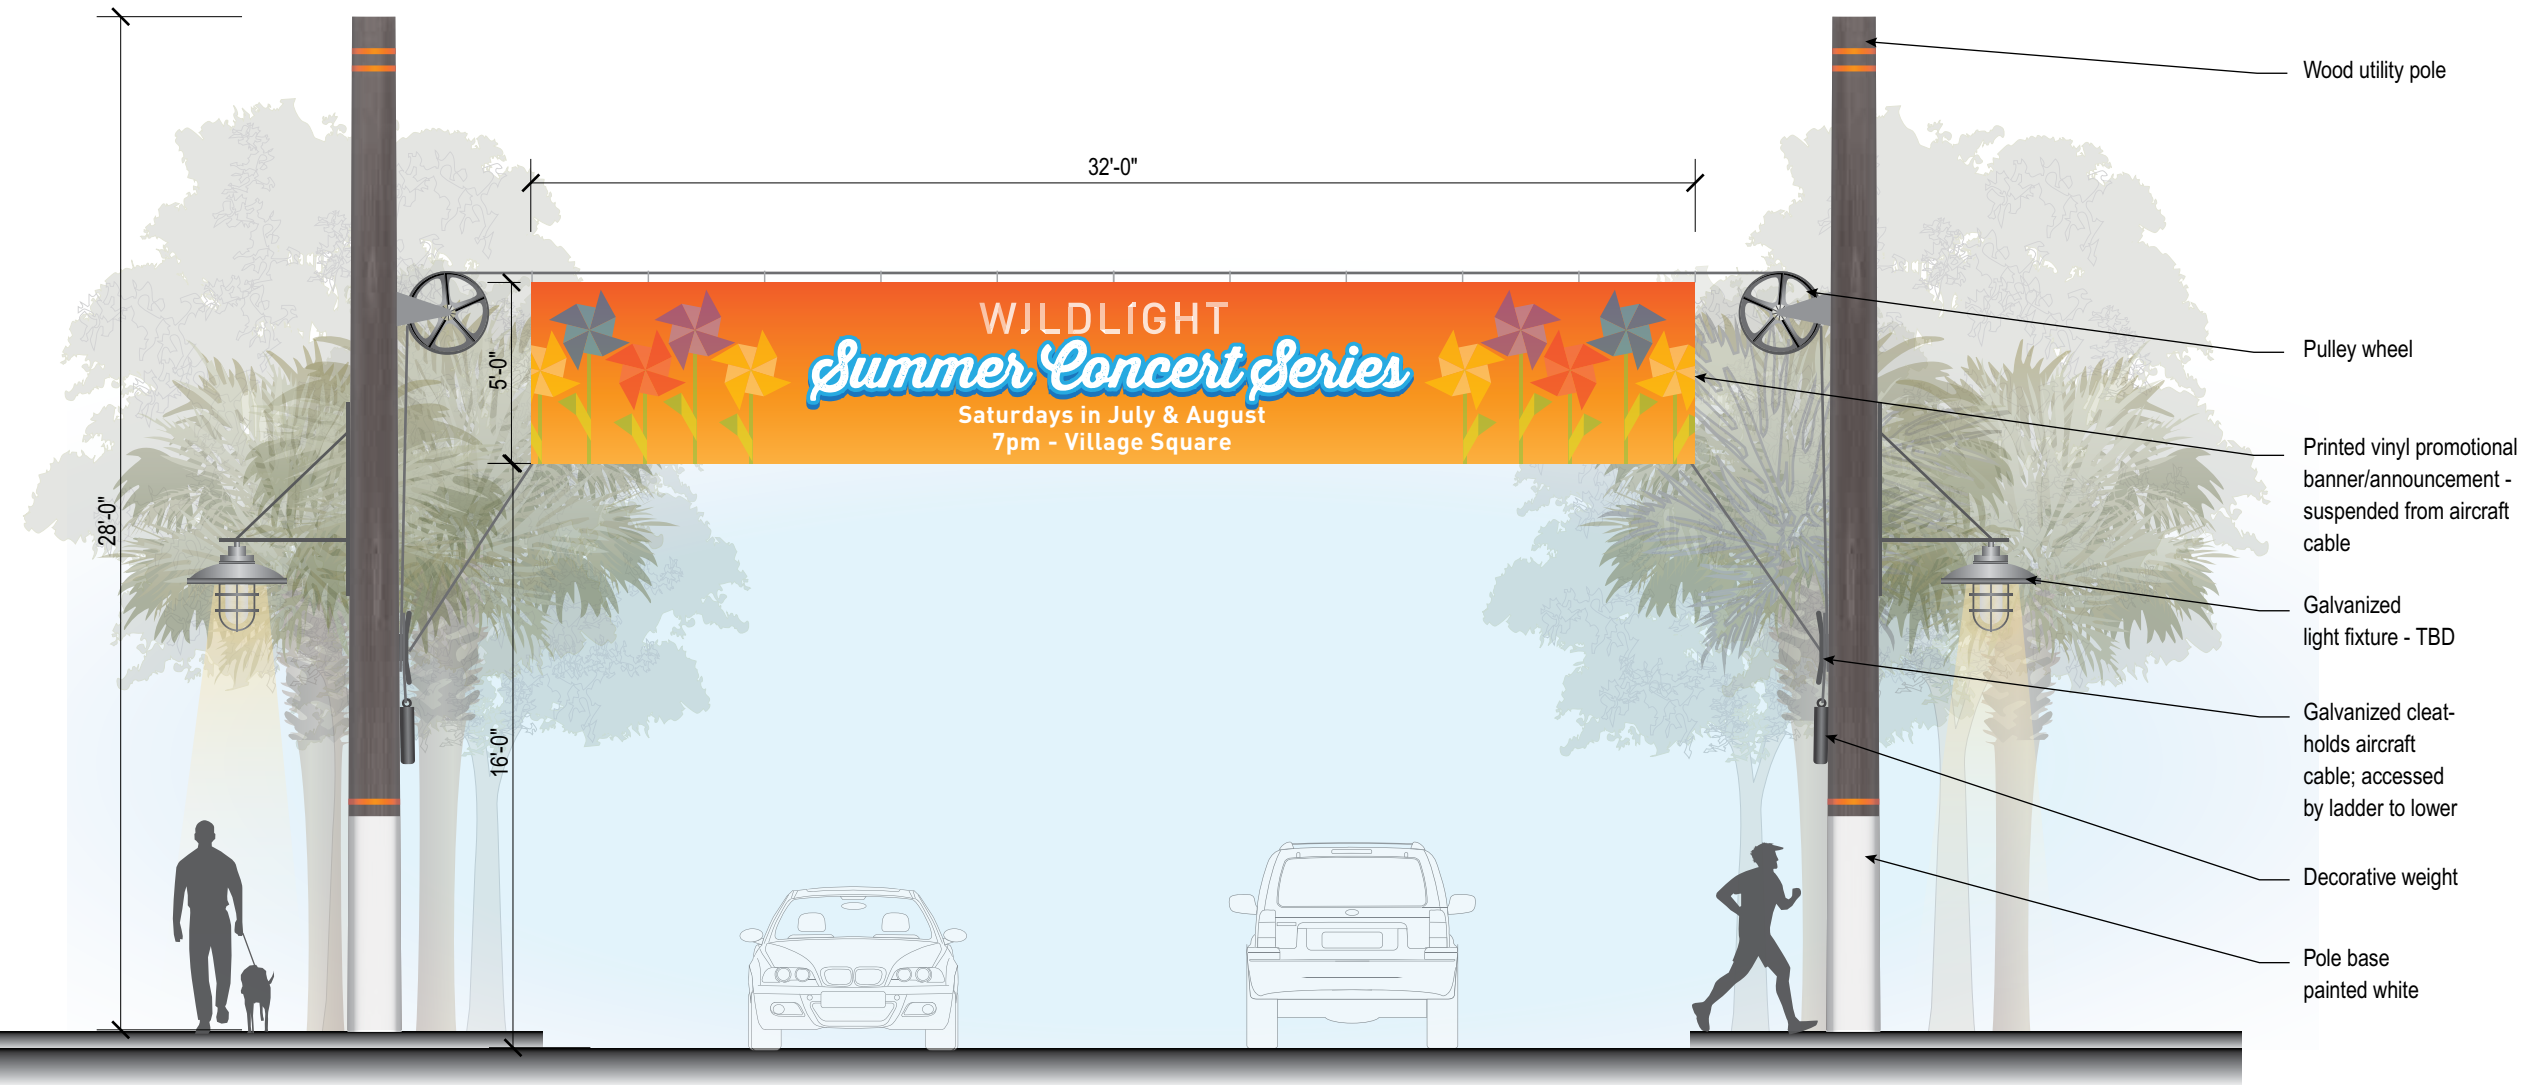 Wood utility pole
32'-0"
WILDLIGHT
Summer Concert Series
Saturdays in July & August
7pm - Village Square
5'-0"
28'-0"
16'-0"
Pulley wheel
Printed vinyl promotional
banner/announcement -
suspended from aircraft
cable
Galvanized
light fixture - TBD
Galvanized cleat-
holds aircraft
cable; accessed
by ladder to lower
Decorative weight
Pole base
painted white